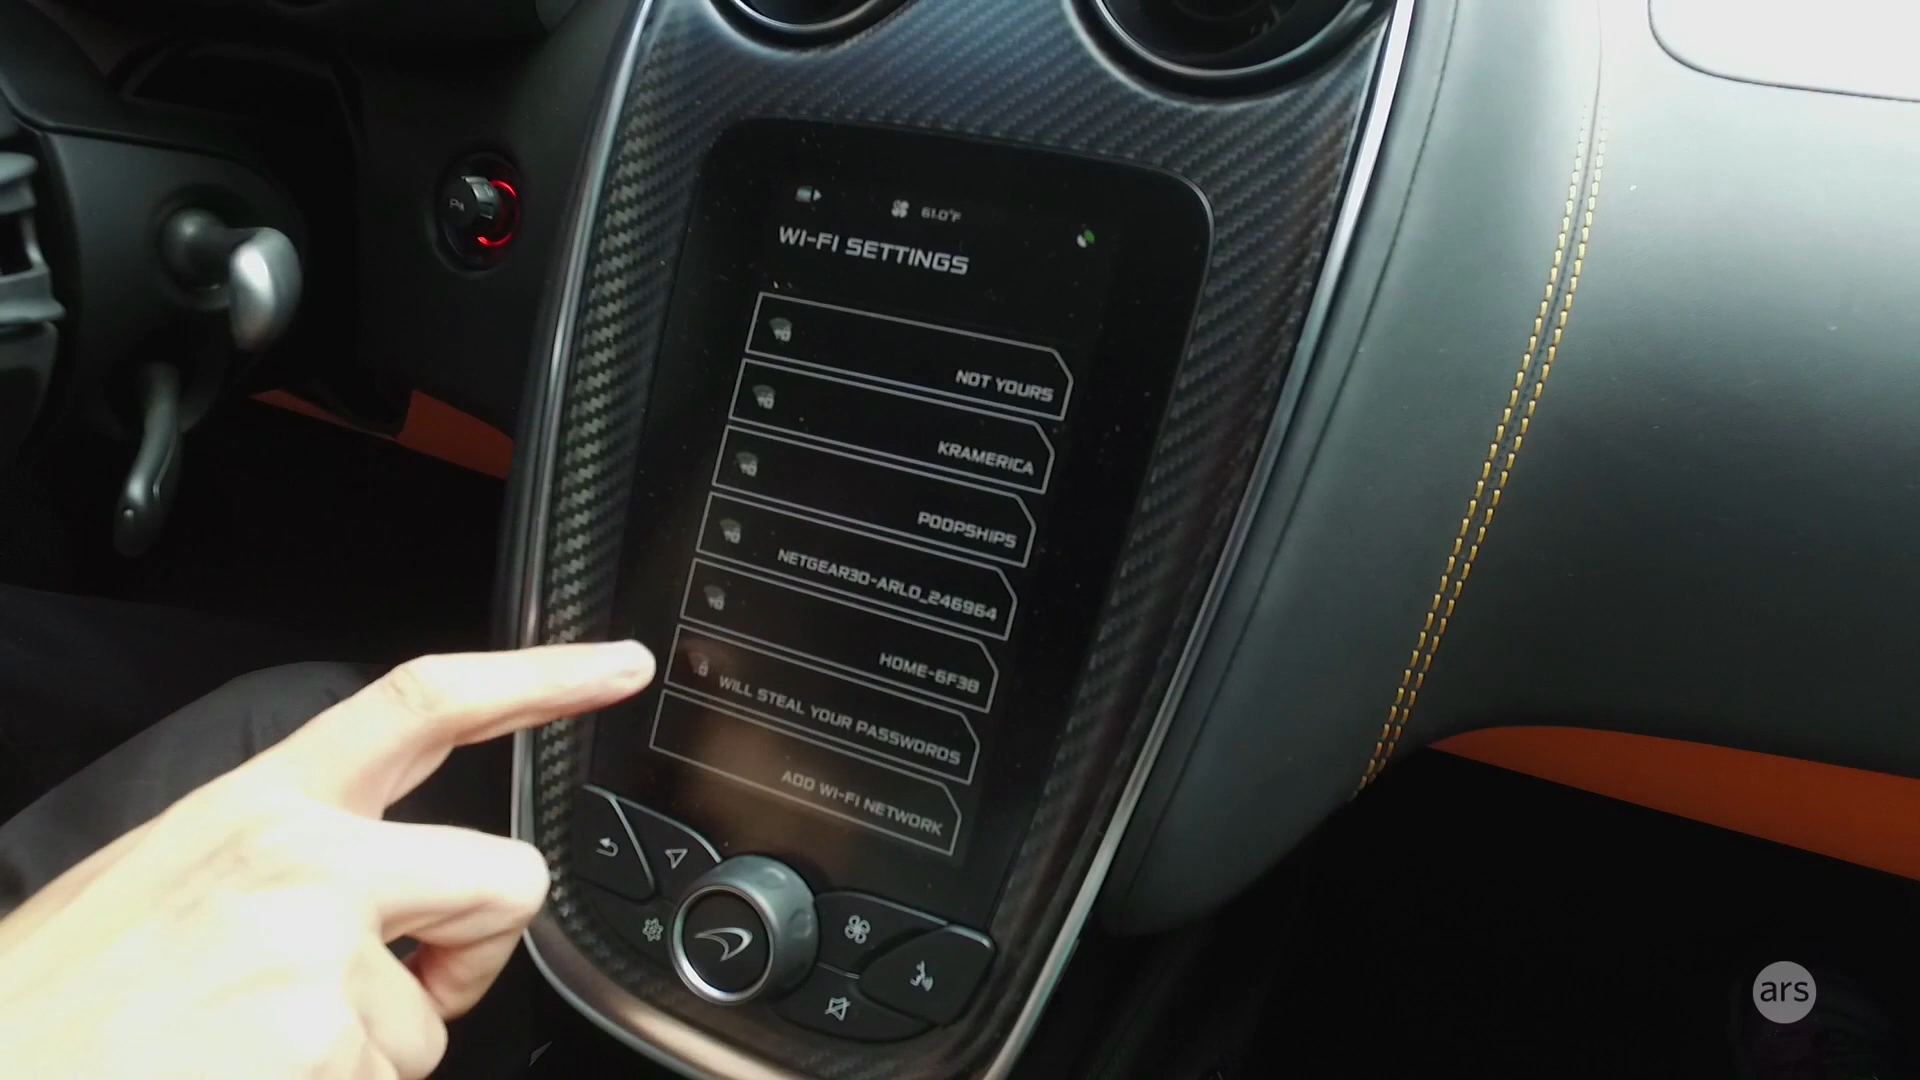 61.0°F
WI-FI SETTINGS
NOT YOURS
KRAMERICA
POOPSHIPS
NETGEAR30-ARLO_246964
HOME-6F38
WILL STEAL YOUR PASSWORDS
ADD WI-FI NETWORK
ars